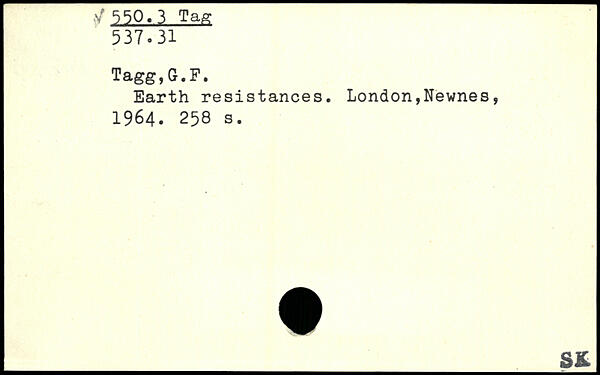 550.3 Tag
537.31
Tagg,G.F.
Earth resistances. London,Newnes,
1964. 258 s.
SK